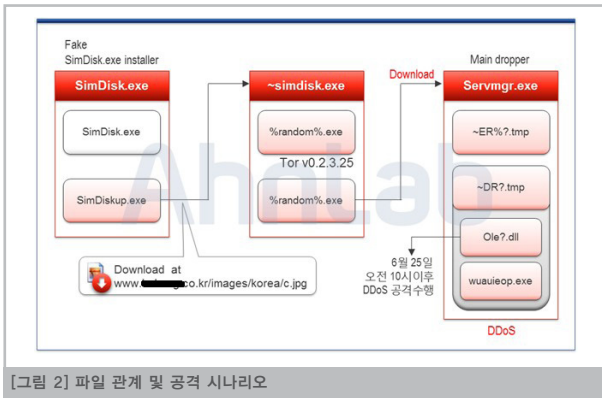 Fake
SimDisk.exe installer
SimDisk.exe
SimDisk.exe
SimDiskup.exe
Download at
www.co.kr/images/korea/c.jpg
~simdisk.exe
%random%.exe
Tor v0.2.3.25
%random%.exe
Download
Main dropper
Servmgr.exe
~ER%?.tmp
~DR?.tmp
Ole?.dll
wuauieop.exe
DDoS
6월 25일
오전 10시이후
DDoS 공격수행
AhnLab
[그림 2] 파일 관계 및 공격 시나리오